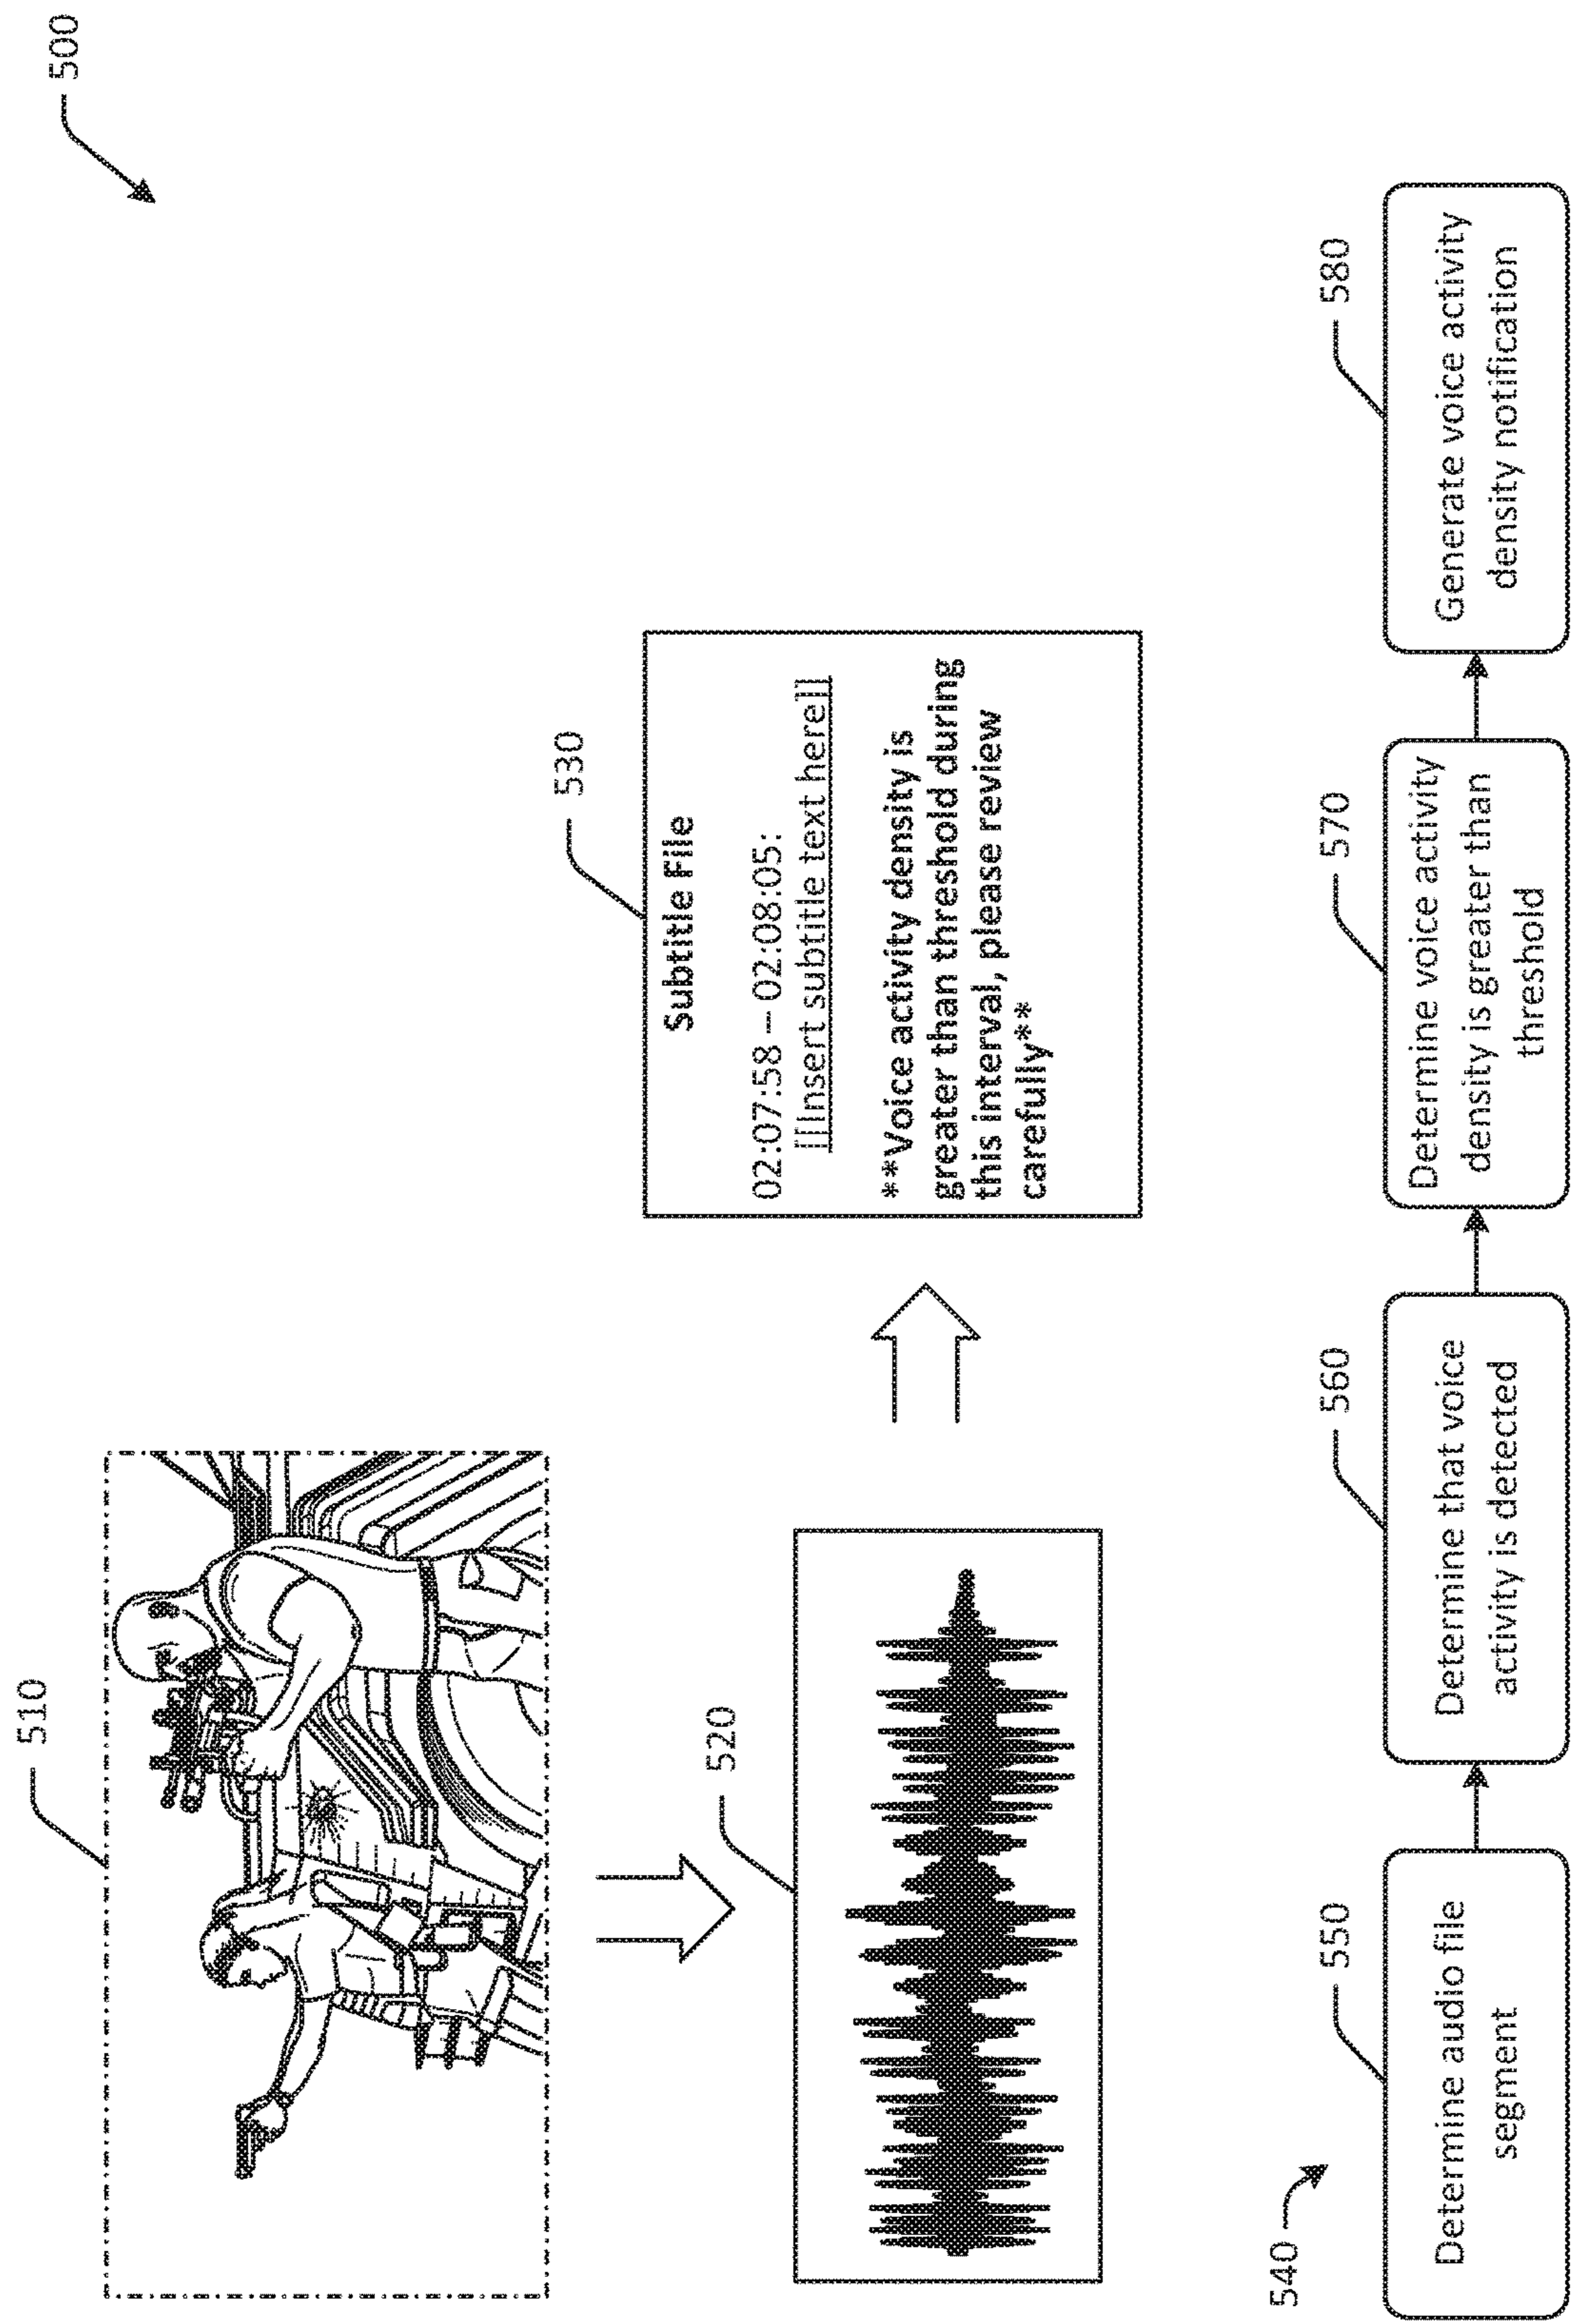 500
510
520
530
Subtitle File
02:07:58 – 02:08:05:
[[Insert subtitle text here]]
**Voice activity density is
greater than threshold during
this interval, please review
carefully**
540
550
Determine audio file
segment
560
Determine that voice
activity is detected
570
Determine voice activity
density is greater than
threshold
580
Generate voice activity
density notification